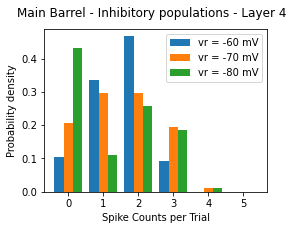 Main Barrel - Inhibitory populations - Layer 4
vr = -60 mV
vr = -70 mV
vr = -80 mV
Probability density
0.4
0.3
0.2
0.1
0.0
0 1 2 3 4 5
Spike Counts per Trial